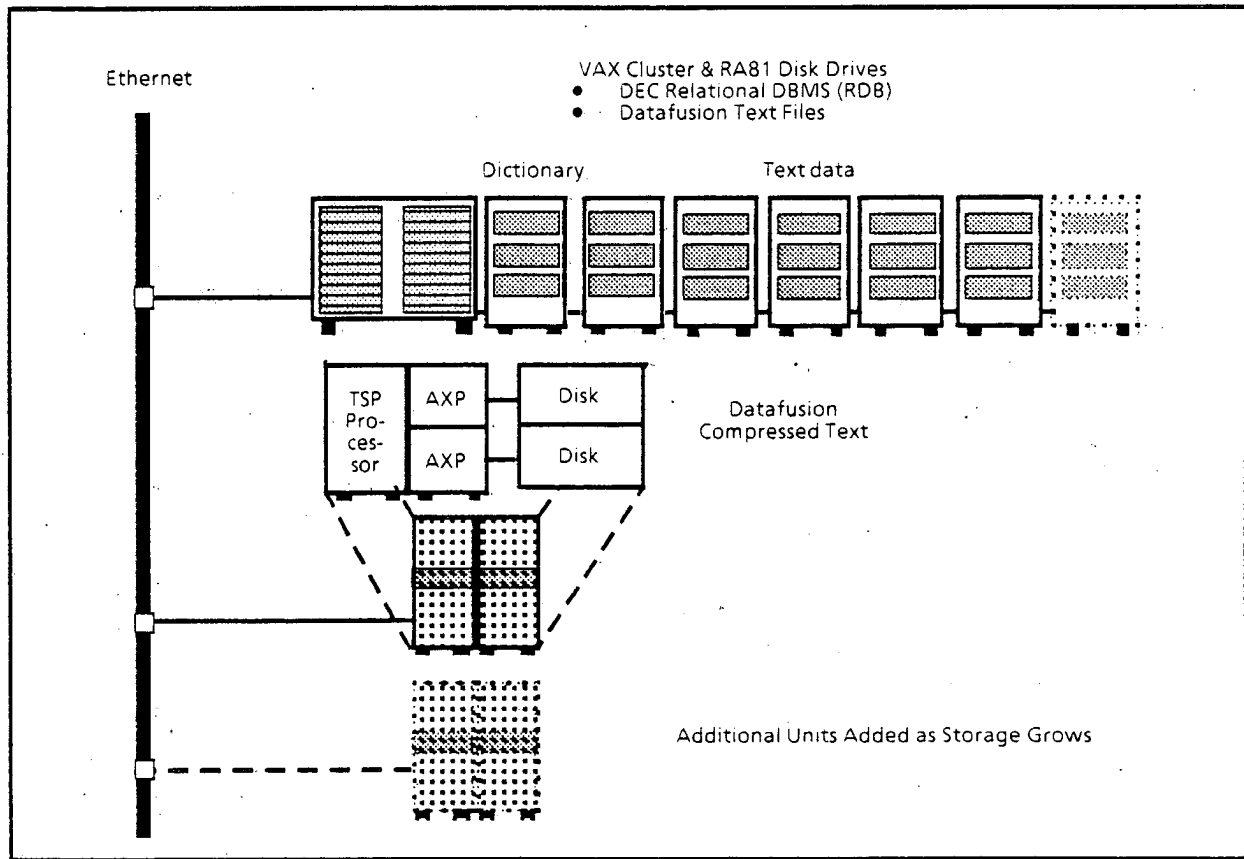 Ethernet
VAX Cluster & RA81 Disk Drives
• DEC Relational DBMS (RDB)
• Datafusion Text Files
Dictionary
Text data
TSP
Pro-
ces-
sor
AXP
Disk
AXP
Disk
Datafusion
Compressed Text
Additional Units Added as Storage Grows